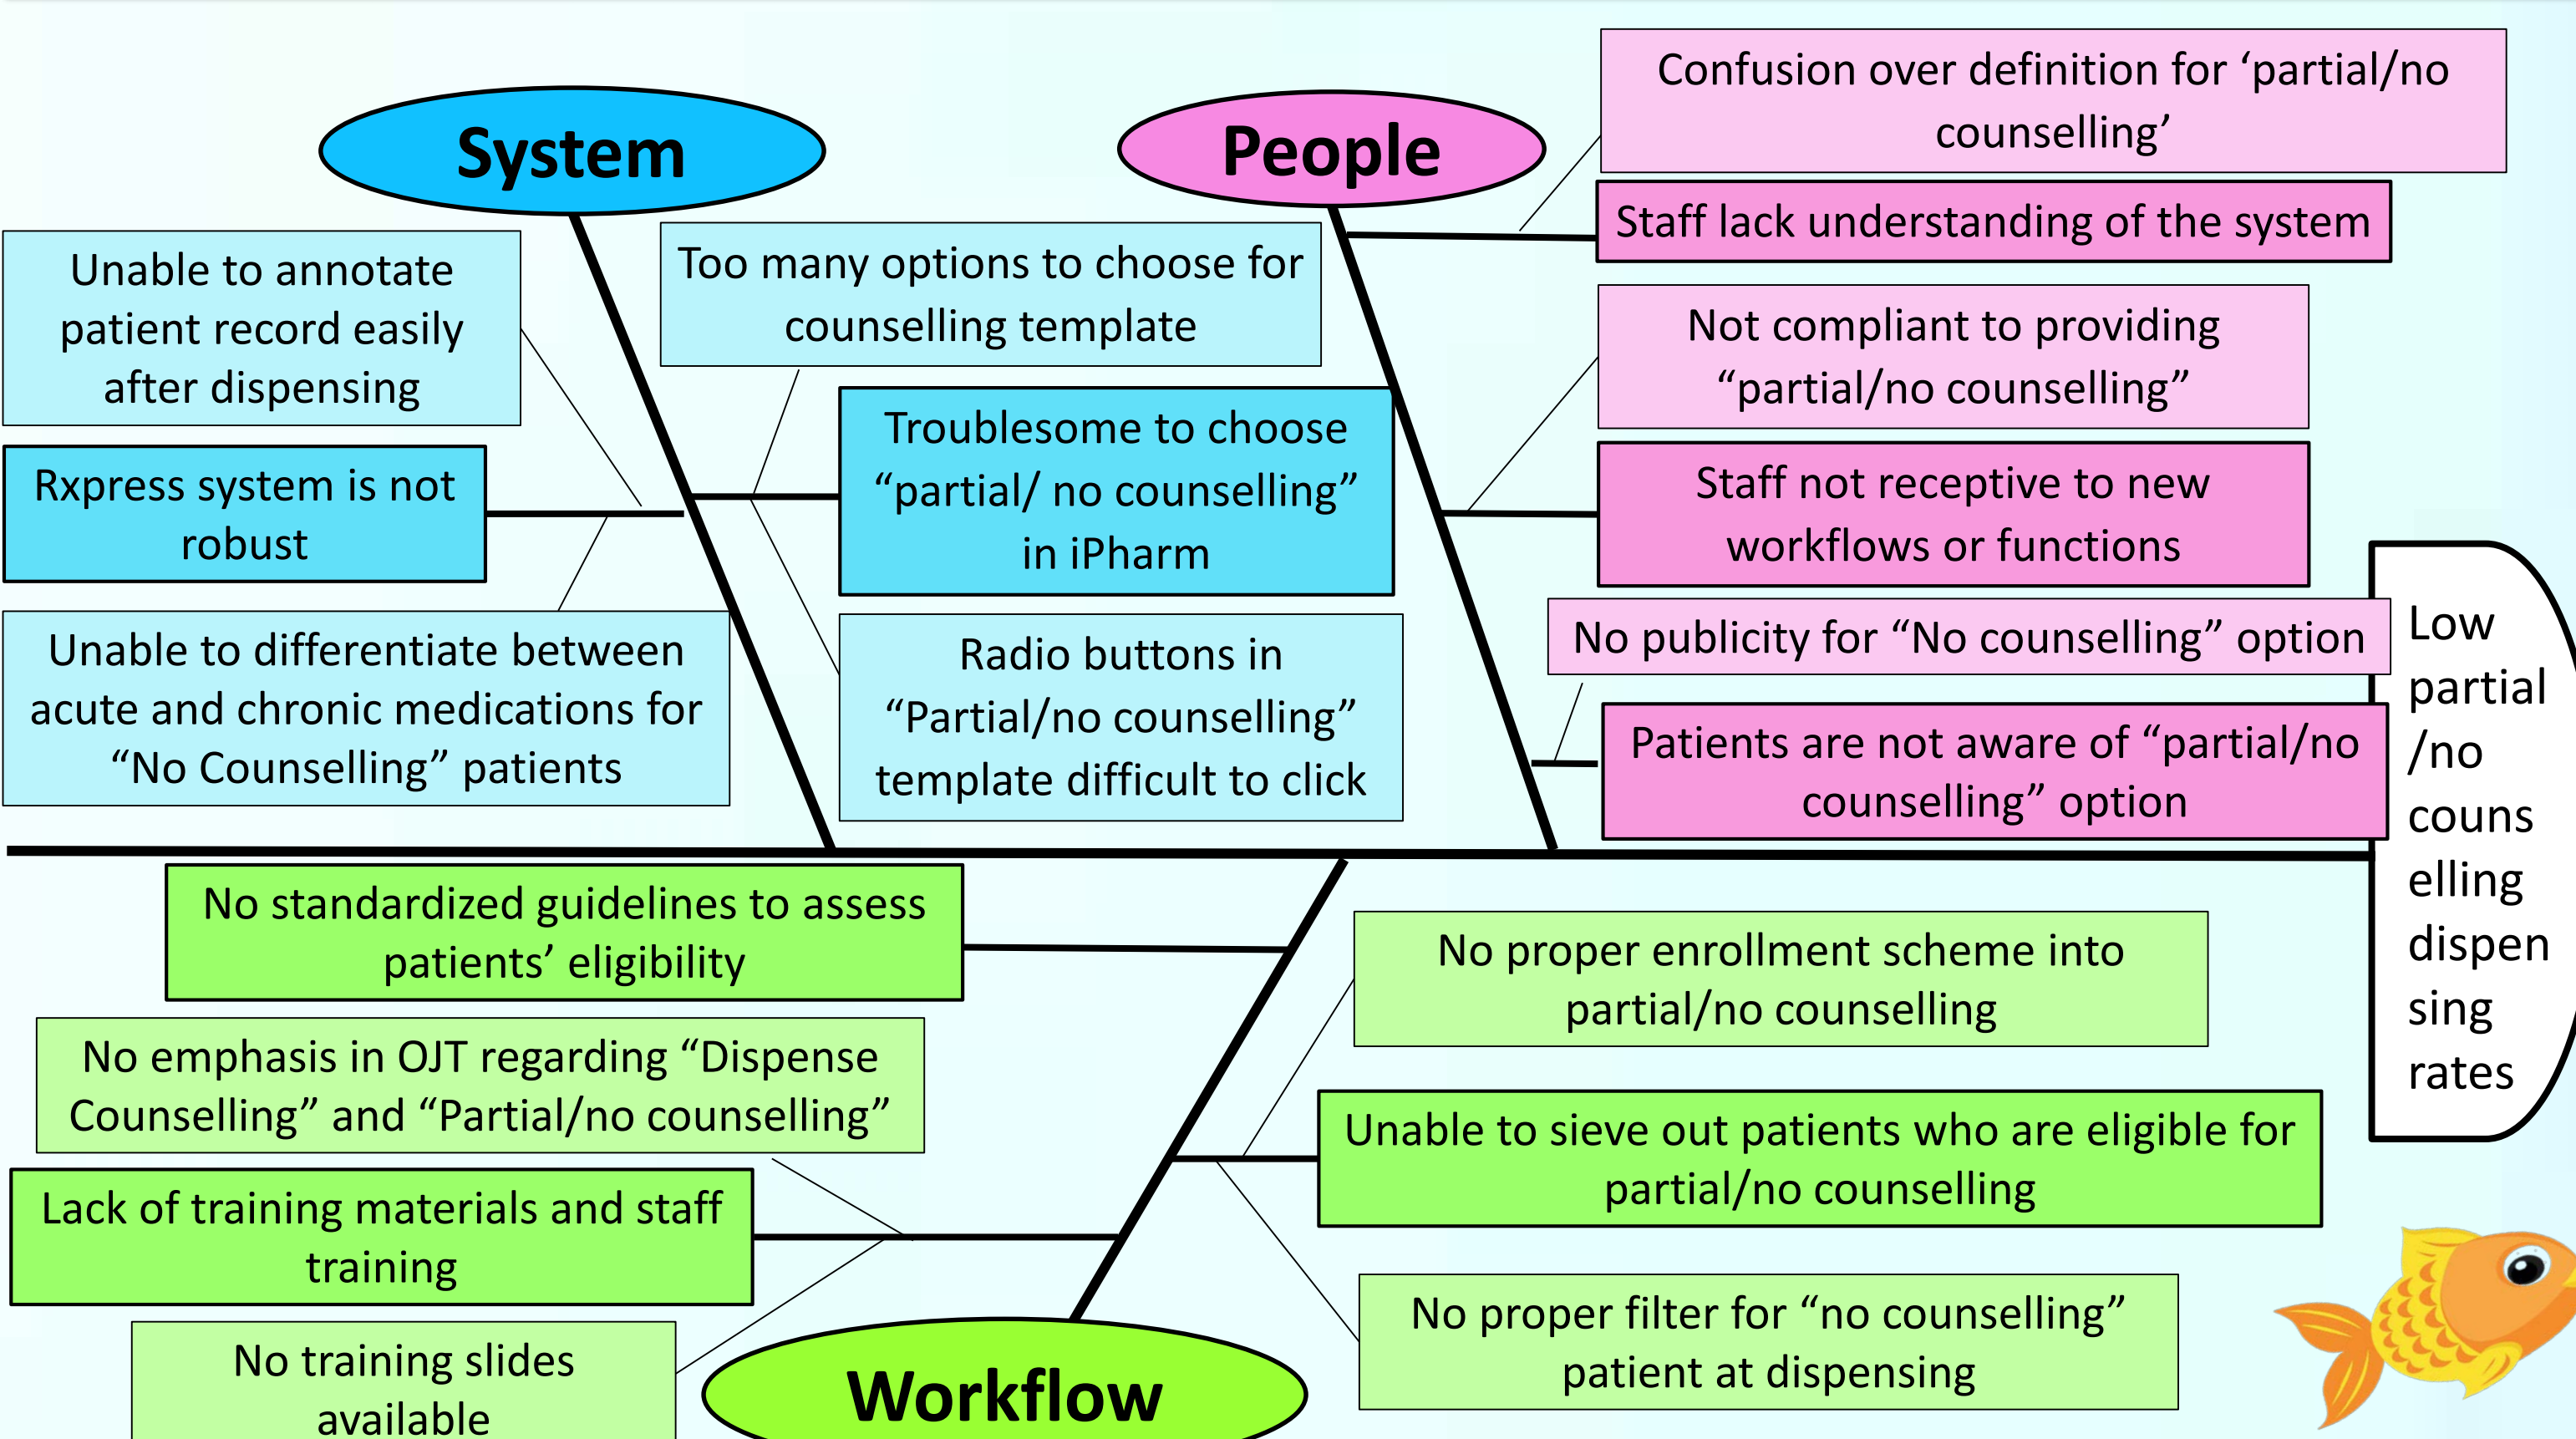 System
People
Confusion over definition for ‘partial/no
counselling’
Staff lack understanding of the system
Unable to annotate
patient record easily
after dispensing
Too many options to choose for
counselling template
Not compliant to providing
“partial/no counselling”
Rxpress system is not
robust
Troublesome to choose
“partial/ no counselling”
in iPharm
Staff not receptive to new
workflows or functions
Unable to differentiate between
acute and chronic medications for
“No Counselling” patients
Radio buttons in
“Partial/no counselling”
template difficult to click
No publicity for “No counselling” option
Patients are not aware of “partial/no
counselling” option
Low
partial
/no
couns
elling
dispen
sing
rates
No standardized guidelines to assess
patients’ eligibility
No proper enrollment scheme into
partial/no counselling
No emphasis in OJT regarding “Dispense
Counselling” and “Partial/no counselling”
Unable to sieve out patients who are eligible for
partial/no counselling
Lack of training materials and staff
training
No proper filter for “no counselling”
patient at dispensing
No training slides
available
Workflow